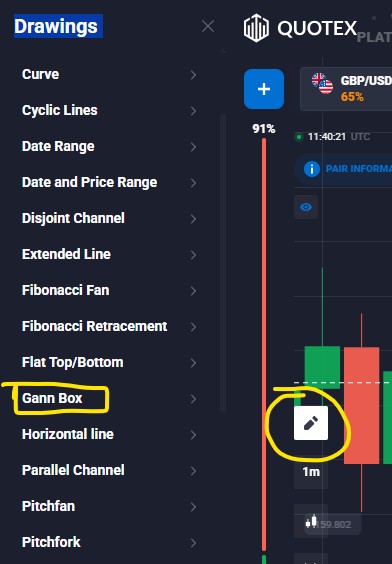 Drawings
Curve
Cyclic Lines
Date Range
Date and Price Range
Disjoint Channel
Extended Line
Fibonacci Fan
Fibonacci Retracement
Flat Top/Bottom
Gann Box
Horizontal line
Parallel Channel
Pitchfan
Pitchfork
QUOTEX
PLAT
GBP/USD
65%
91%
11:40:21 UTC
PAIR INFORMA
1m
159.802